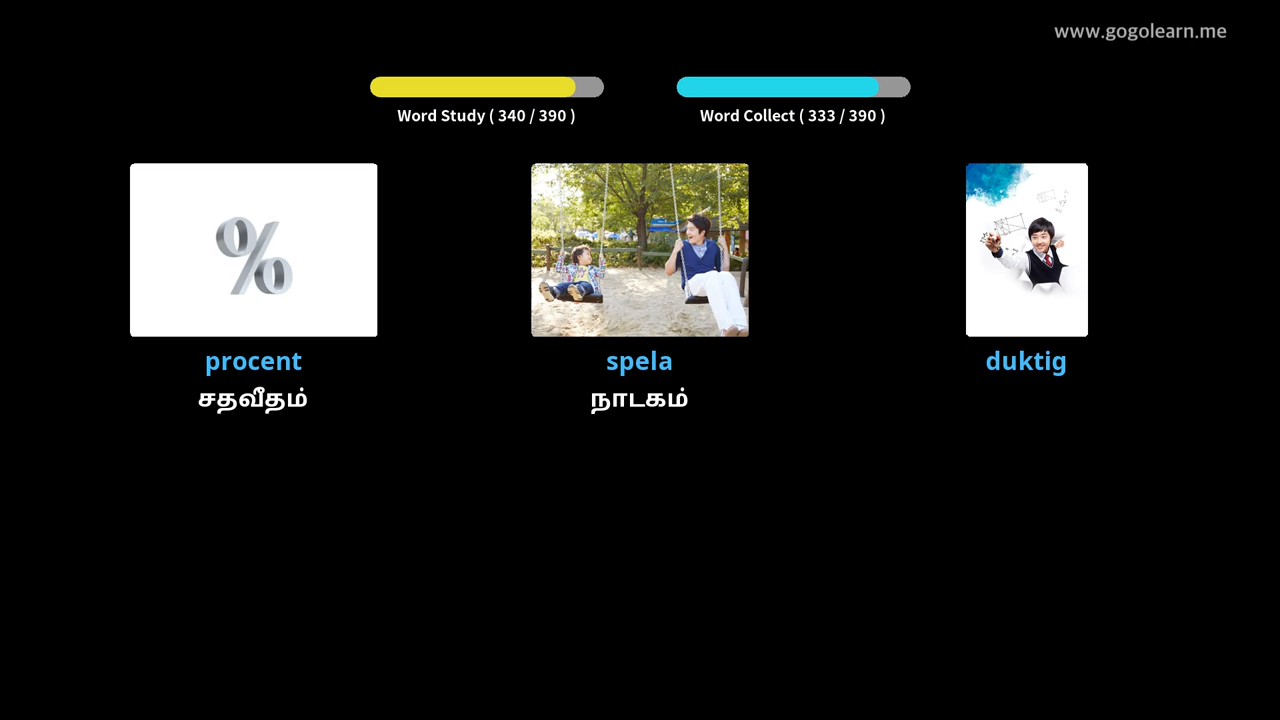 www.gogolearn.me
Word Study ( 340 / 390 )
Word Collect ( 333 / 390 )
%
procent
spela
duktig
சதவீதம்
நாடகம்